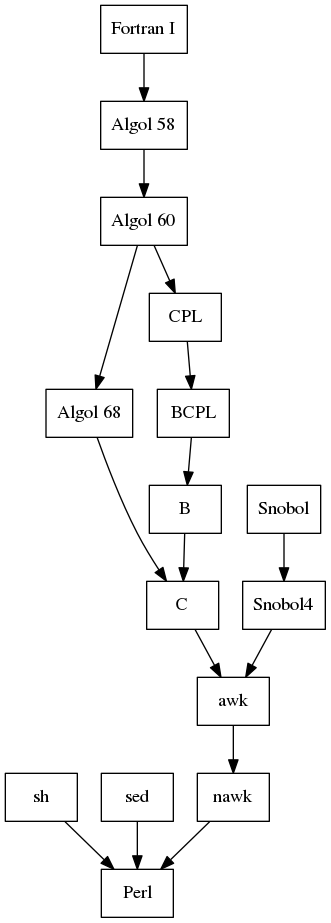 Fortran I
Algol 58
Algol 60
CPL
Algol 68
BCPL
B
Snobol
C
Snobol4
awk
sh
sed
nawk
Perl